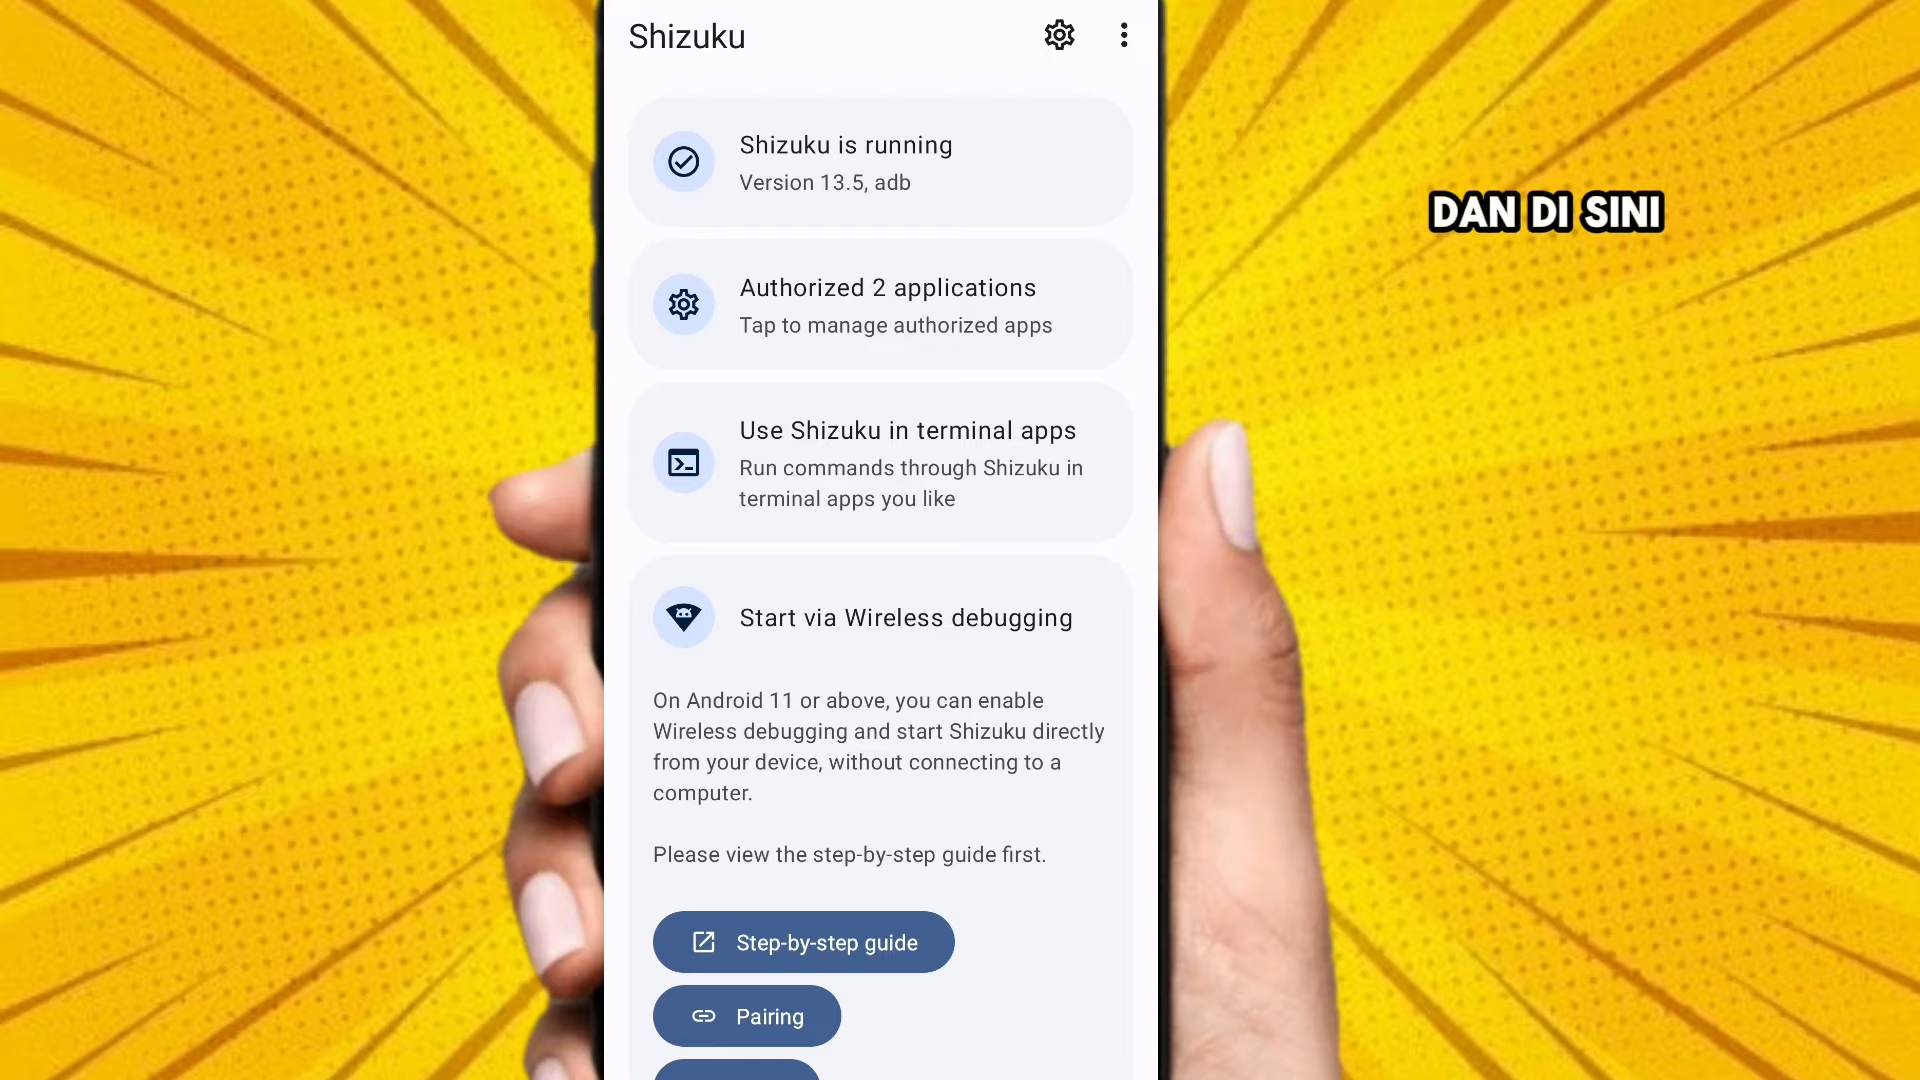 Shizuku
Shizuku is running
Version 13.5, adb
DAN DI SINI
Authorized 2 applications
Tap to manage authorized apps
Use Shizuku in terminal apps
Run commands through Shizuku in
terminal apps you like
Start via Wireless debugging
On Android 11 or above, you can enable
Wireless debugging and start Shizuku directly
from your device, without connecting to a
computer.
Please view the step-by-step guide first.
Step-by-step guide
Pairing